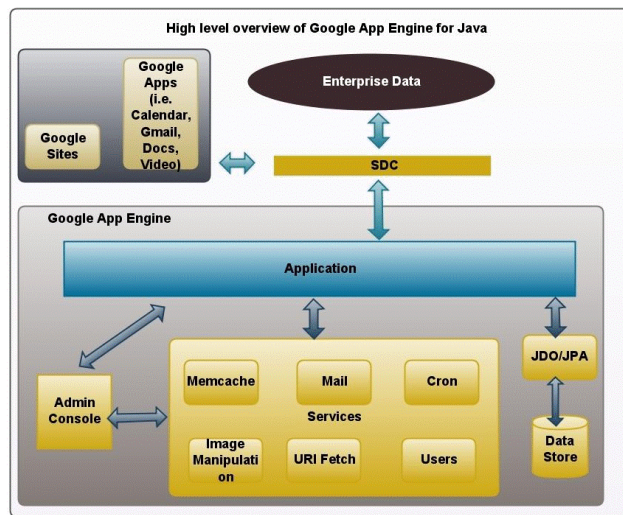 High level overview of Google App Engine for Java
Google
Apps
(i.e.
Calendar,
Gmail,
Docs,
Video)
Google
Sites
Enterprise Data
SDC
Google App Engine
Application
Admin
Console
Memcache
Mail
Cron
Services
Image
Manipulati
on
URI Fetch
Users
JDO/JPA
Data
Store